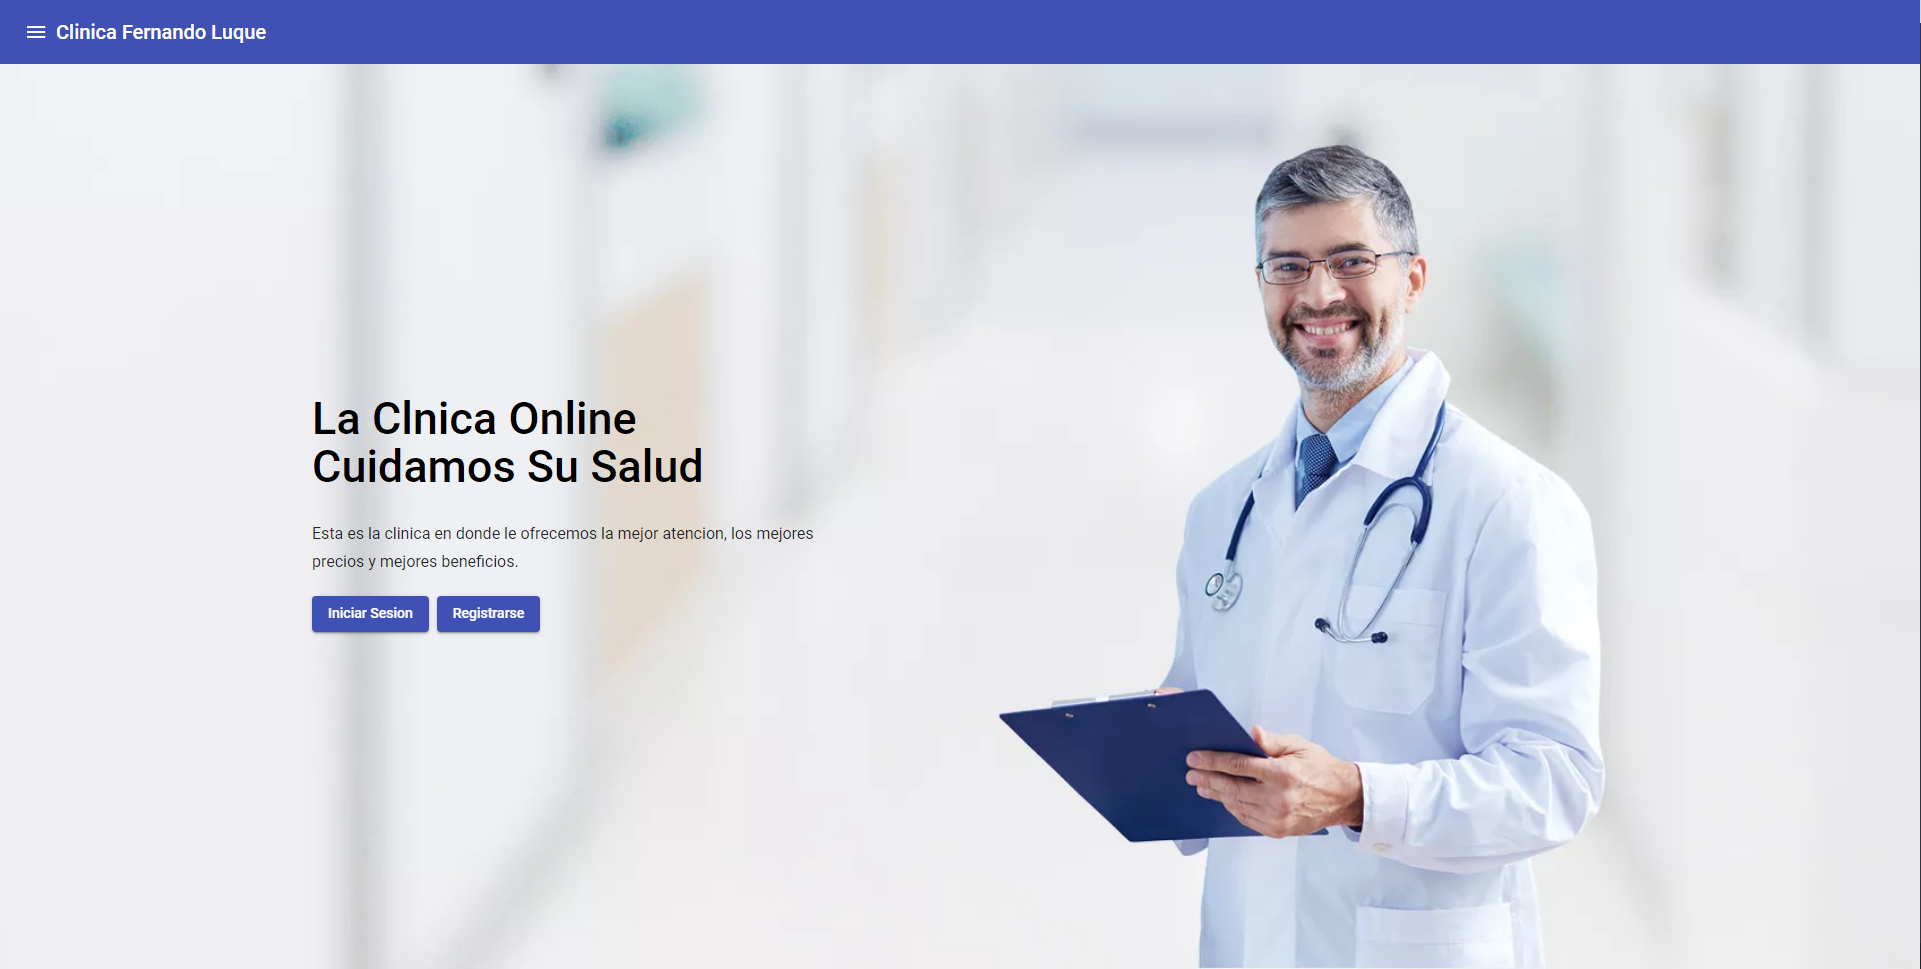 Clinica Fernando Luque
La Clnica Online
Cuidamos Su Salud
Esta es la clinica en donde le ofrecemos la mejor atencion, los mejores
precios y mejores beneficios.
Iniciar Sesion Registrarse